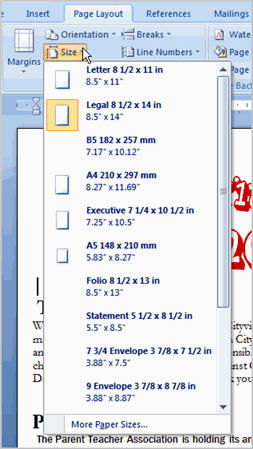 Insert Page Layout References Mailings
Margins Orientation Breaks Wate
Size Line Numbers Page
Page
Letter 8 1/2 x 11 in
8.5" x 11"
Legal 8 1/2 x 14 in
8.5" x 14"
B5 182 x 257 mm
7.17" x 10.12"
A4 210 x 297 mm
8.27" x 11.69"
Executive 7 1/4 x 10 1/2 in
7.25" x 10.5"
A5 148 x 210 mm
5.83" x 8.27"
Folio 8 1/2 x 13 in
8.5" x 13"
Statement 5 1/2 x 8 1/2 in
5.5" x 8.5"
7 3/4 Envelope 3 7/8 x 7 1/2 in
3.88" x 7.5"
9 Envelope 3 7/8 x 8 7/8 in
3.88" x 8.87"
More Paper Sizes...
The Parent Teacher Association is holding its an